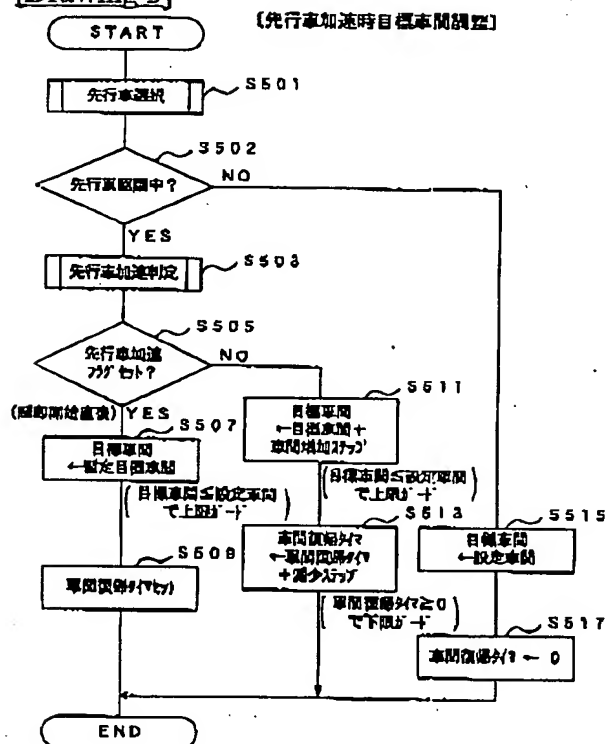 [Drawing 5]
〔先行車加速時目標車間調整〕
START
先行車選択
S501
S502
先行車認識中？
NO
YES
先行車加速判定
S503
S505
先行車加速
フラグセット？
NO
YES
S507
目標車間
←暫定目標車間
(目標車間≦設定車間
で上限ガード)
S509
車間復帰タイマセット
S511
目標車間
←目標車間＋
車間増加ステップ
(目標車間≦設定車間
で上限ガード)
S513
車間復帰タイマ
←車間復帰タイマ
＋減少ステップ
(車間復帰タイマ≧0
で下限ガード)
S515
目標車間
←設定車間
S517
車間復帰タイマ ← 0
END